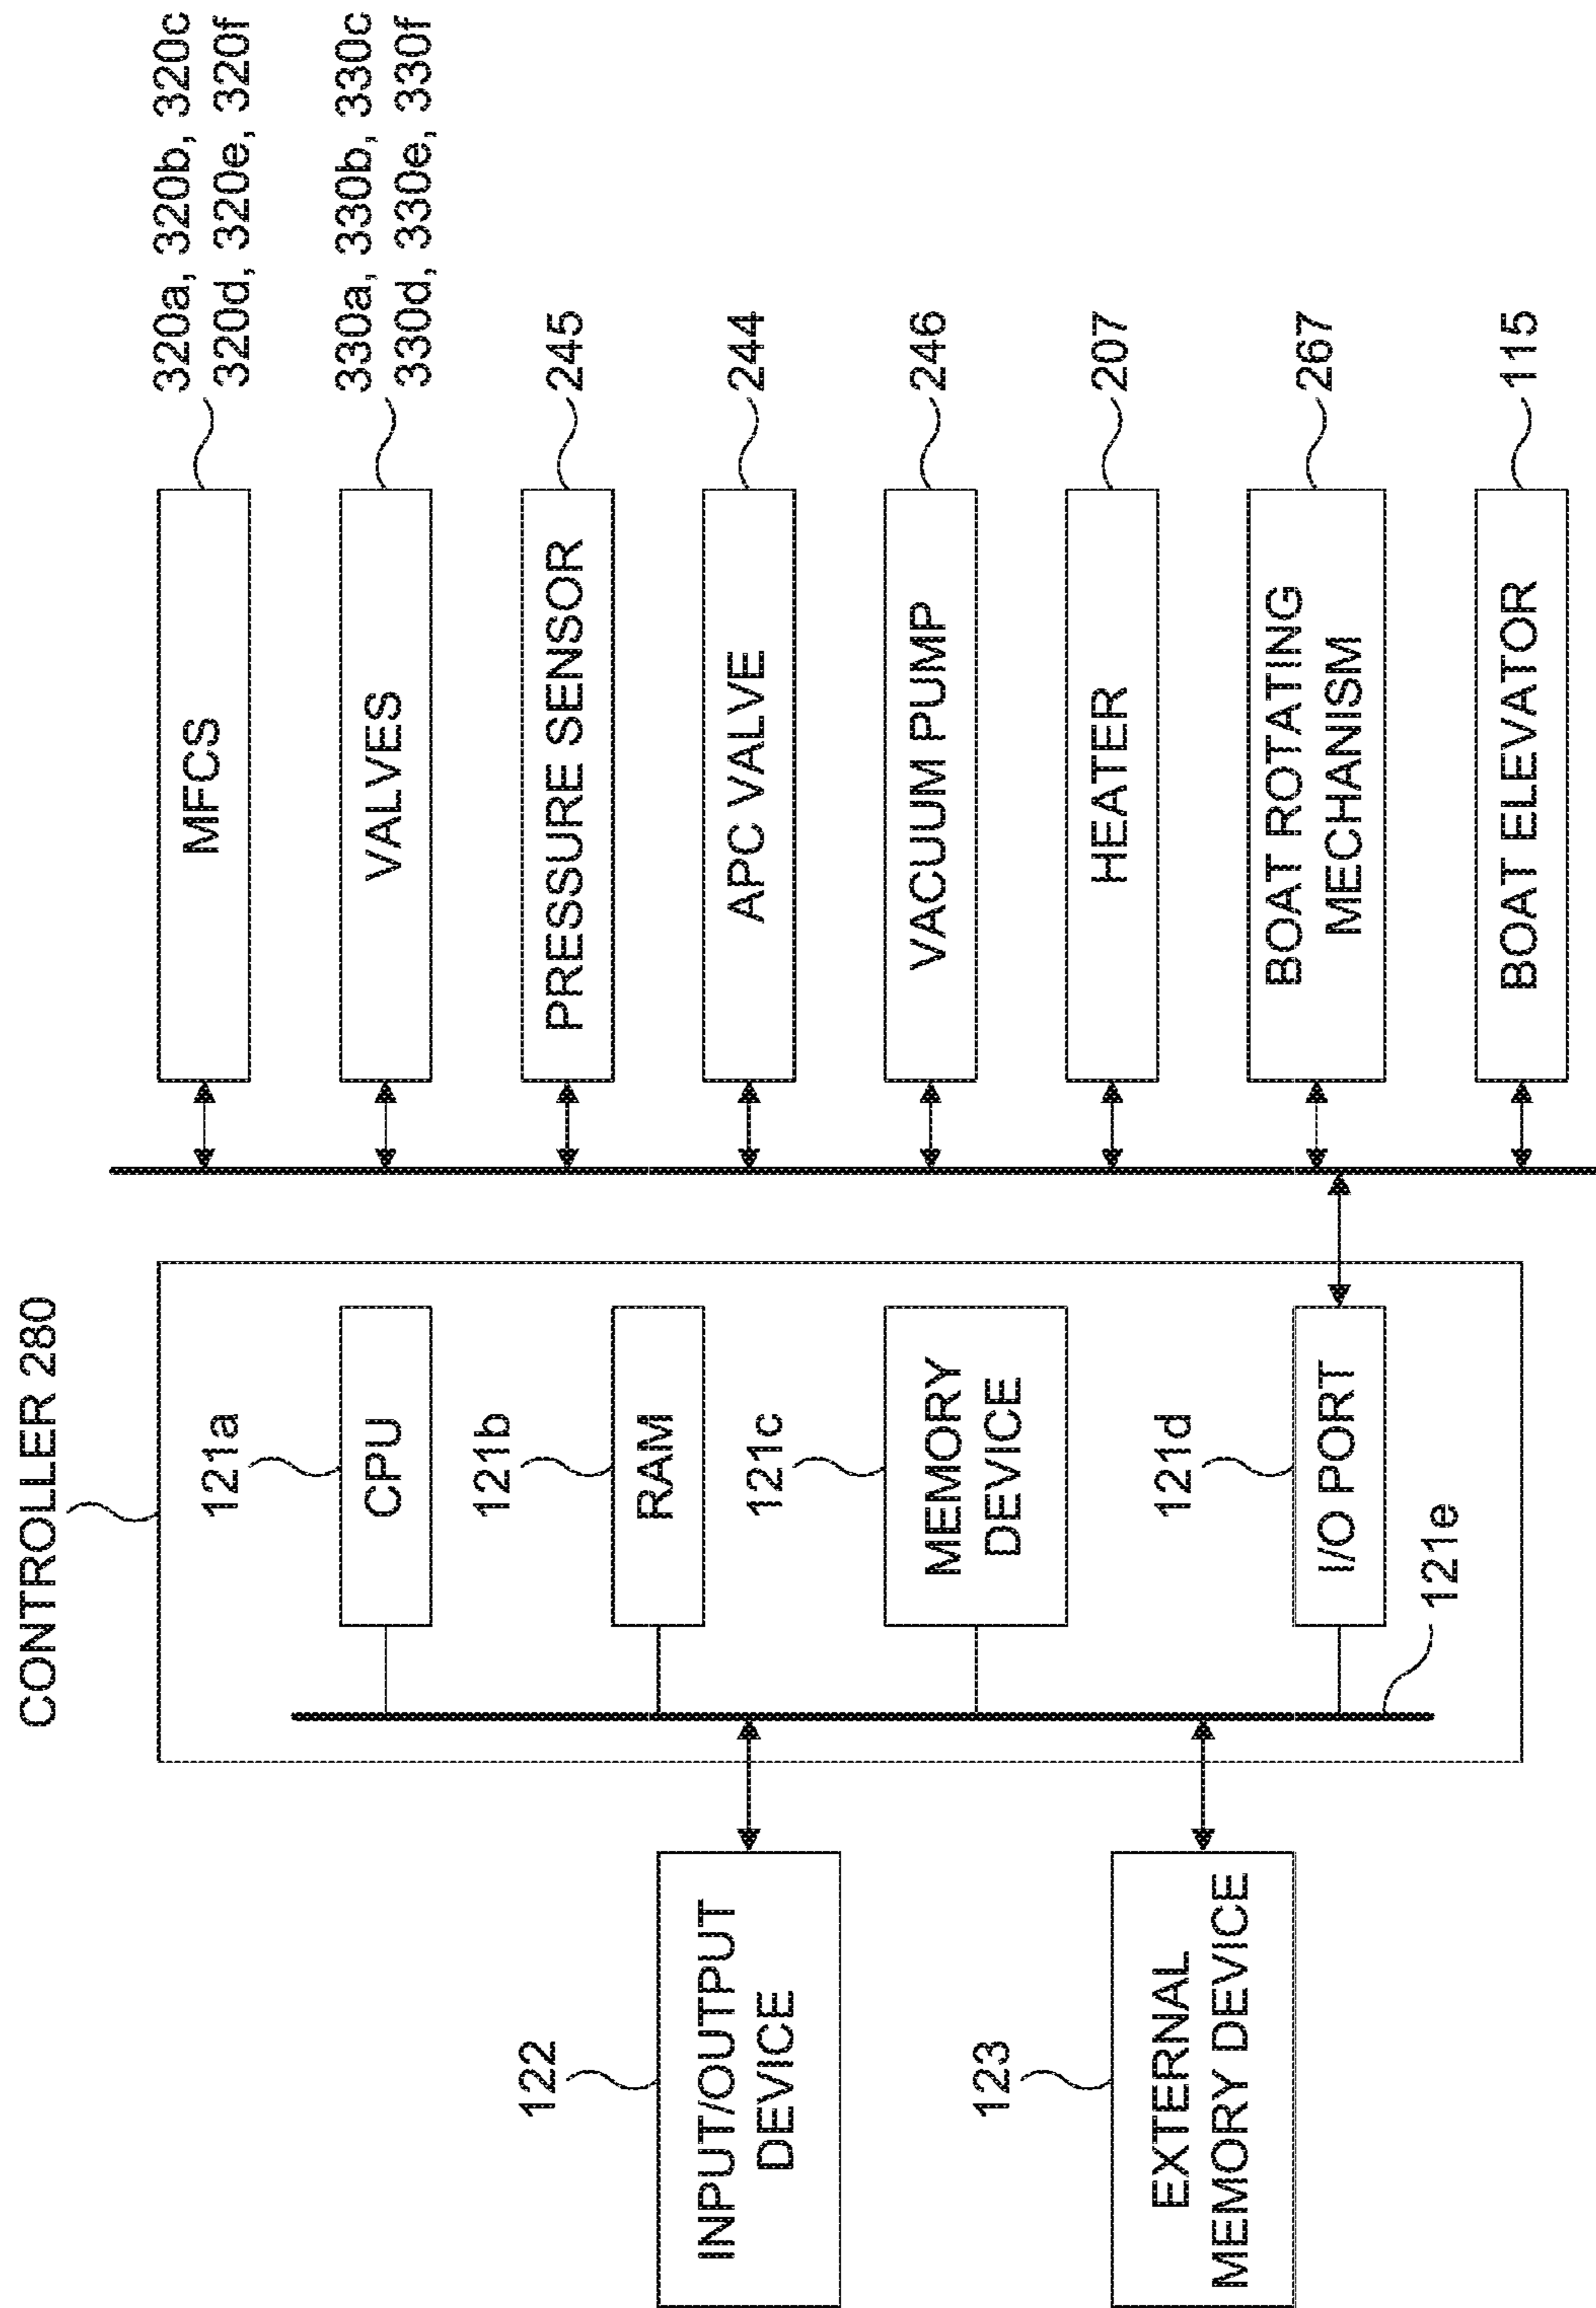 CONTROLLER 280
121a
CPU
121b
RAM
121c
MEMORY
DEVICE
121d
I/O PORT
121e
122
INPUT/OUTPUT
DEVICE
123
EXTERNAL
MEMORY DEVICE
MFCS
320a, 320b, 320c
320d, 320e, 320f
VALVES
330a, 330b, 330c
330d, 330e, 330f
PRESSURE SENSOR
245
APC VALVE
244
VACUUM PUMP
246
HEATER
207
BOAT ROTATING
MECHANISM
267
BOAT ELEVATOR
115